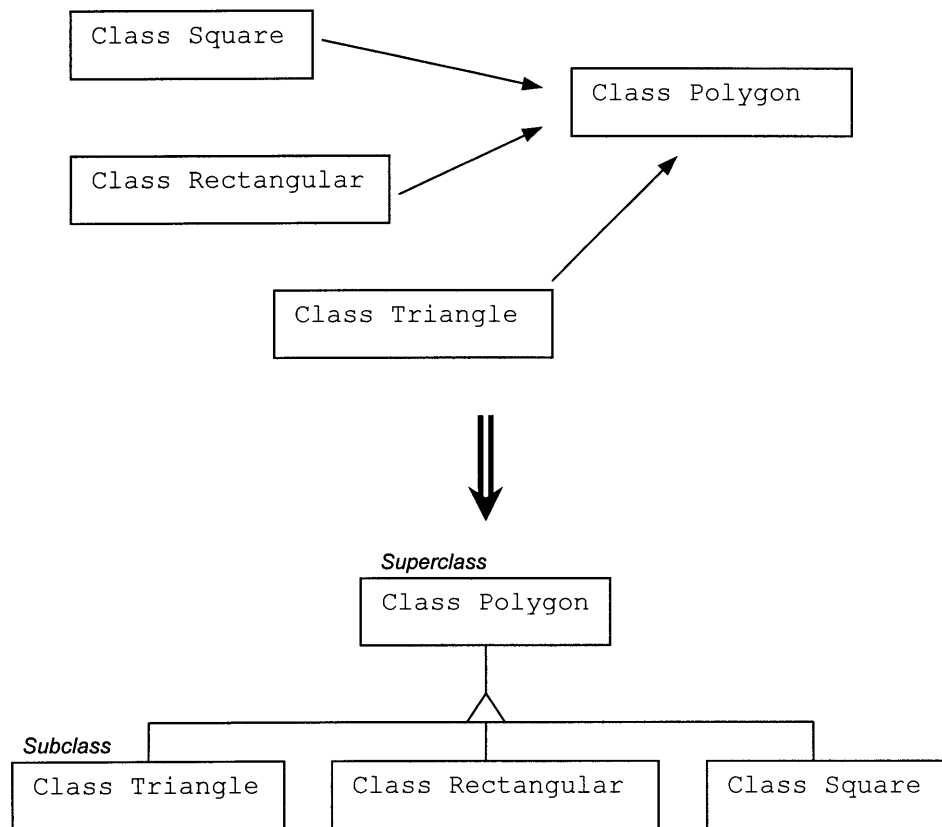 Class Square
Class Polygon
Class Rectangular
Class Triangle
Superclass
Class Polygon
Subclass
Class Triangle
Class Rectangular
Class Square